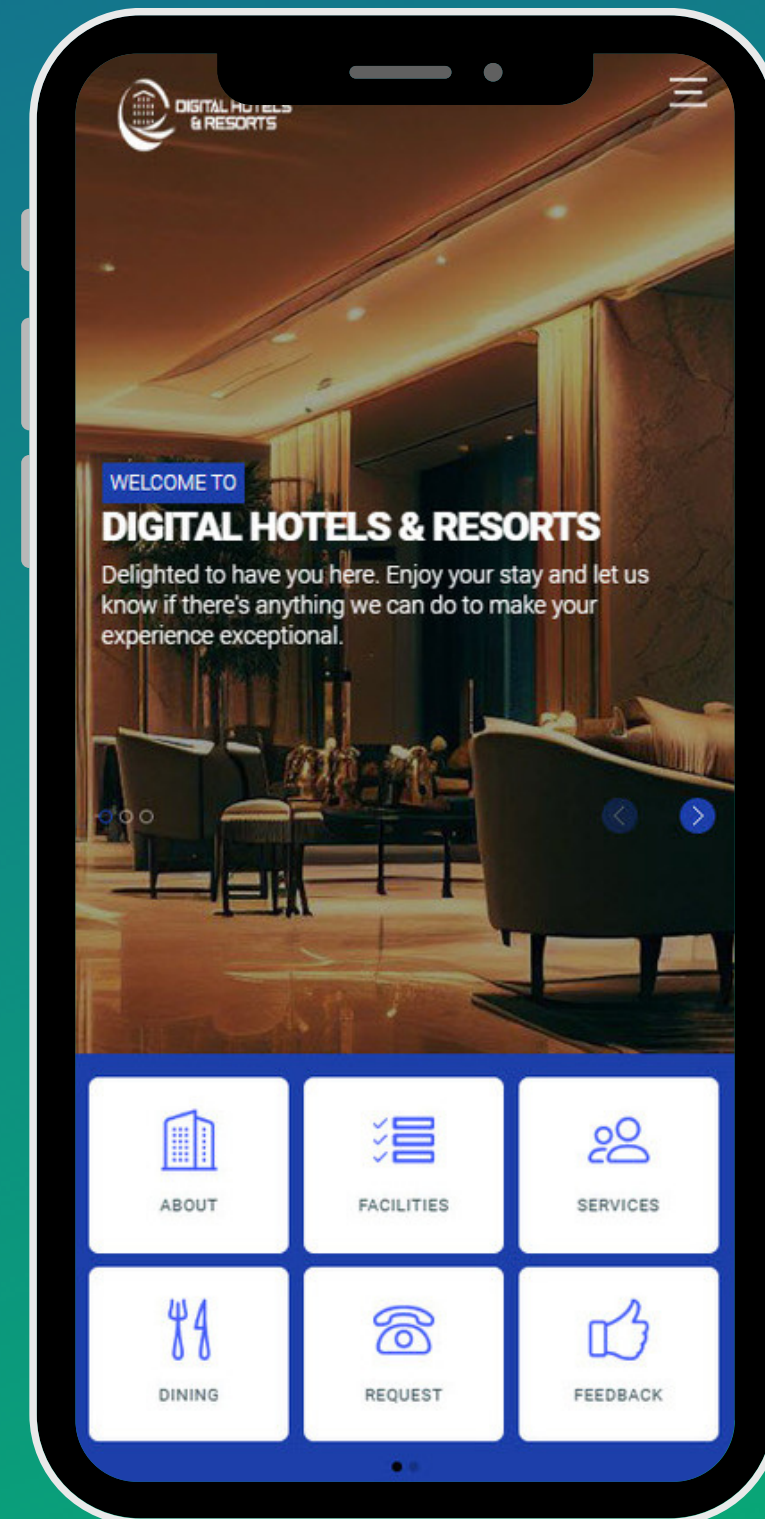 DIGITAL HOTELS
& RESORTS
WELCOME TO
DIGITAL HOTELS & RESORTS
Delighted to have you here. Enjoy your stay and let us
know if there's anything we can do to make your
experience exceptional.
ABOUT
FACILITIES
SERVICES
DINING
REQUEST
FEEDBACK